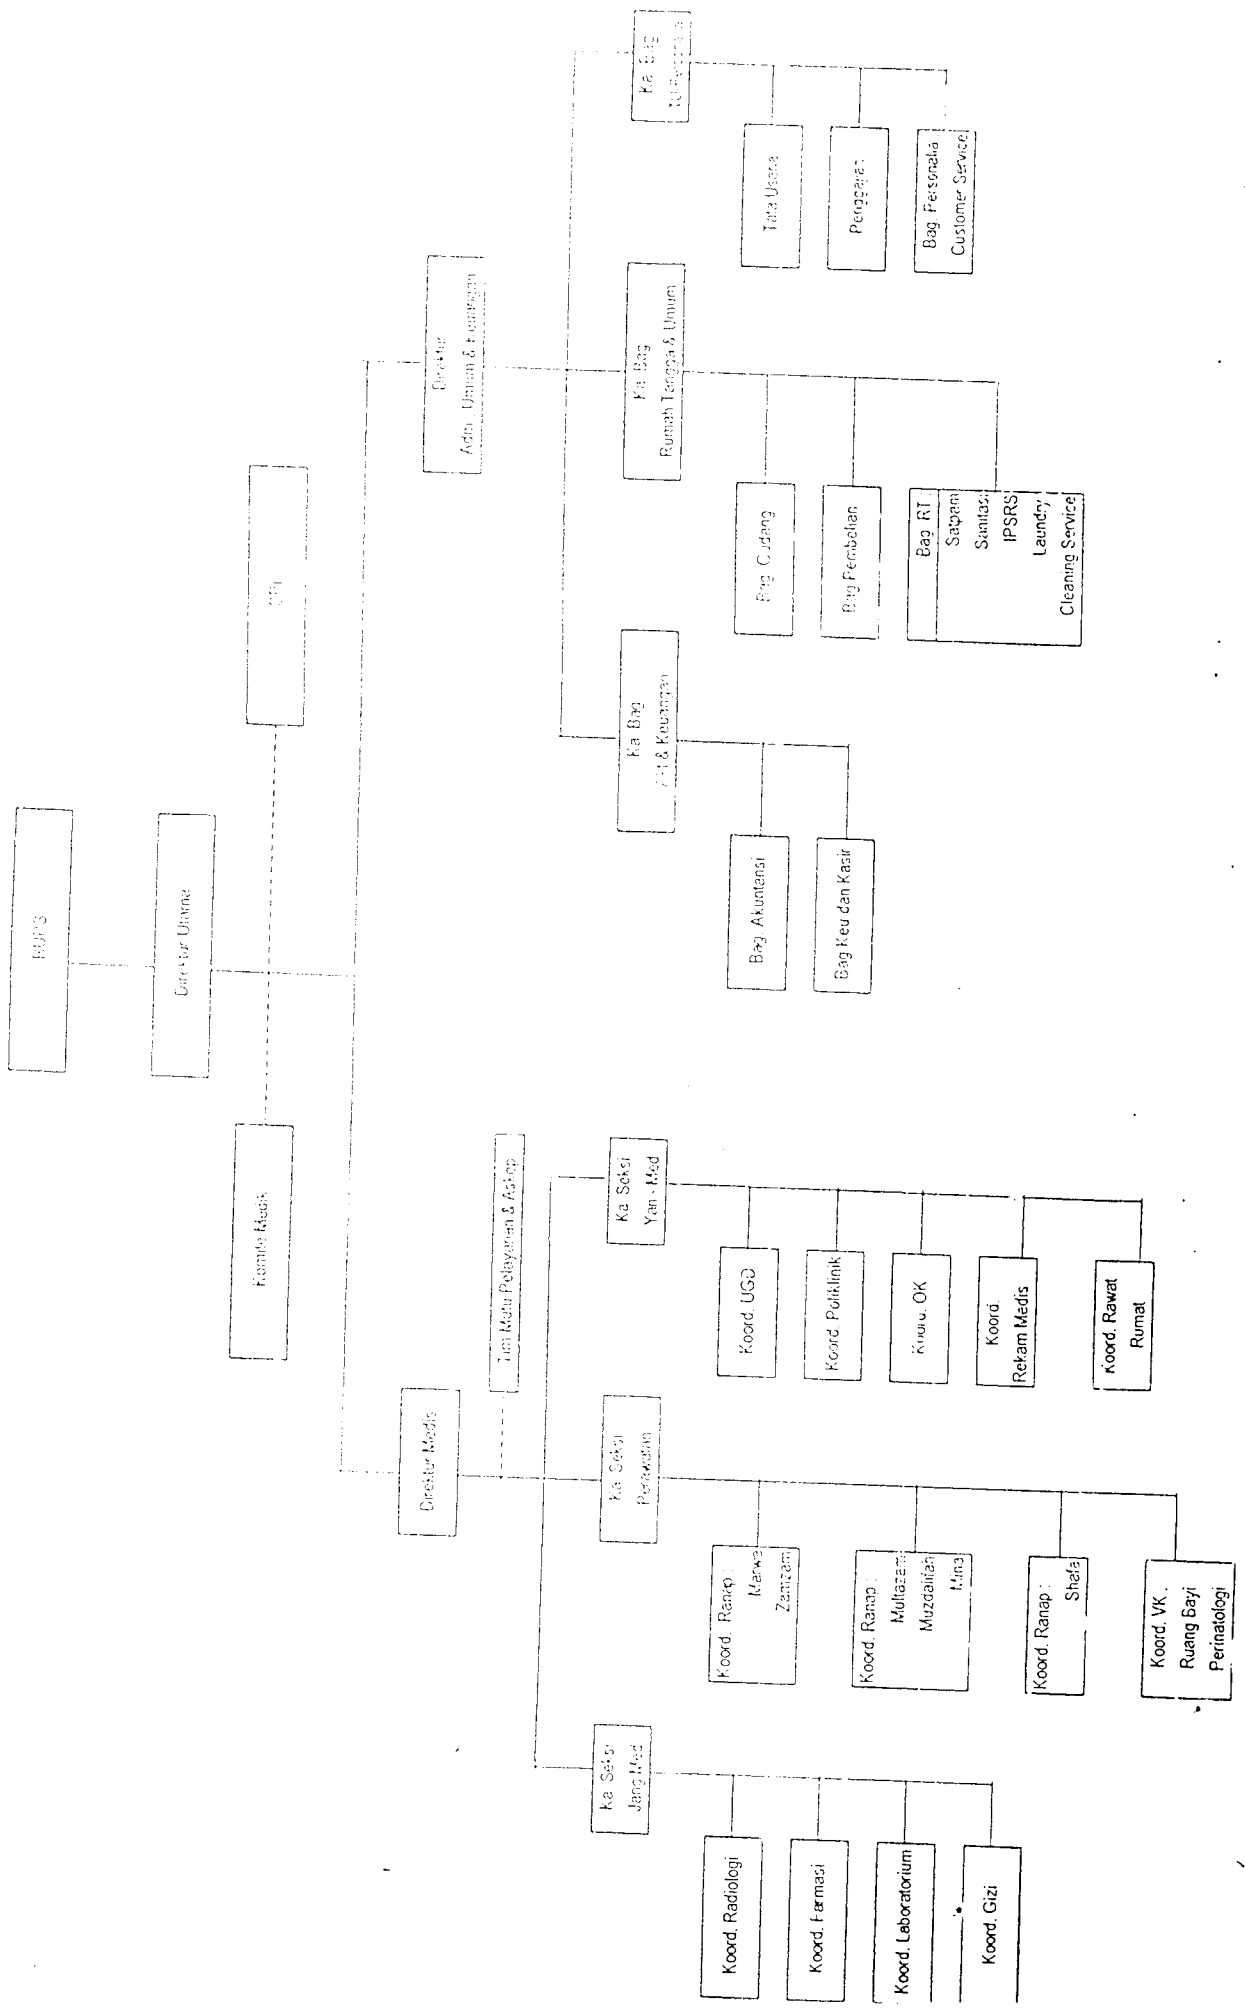 RUPS
Direktur Utama
Komite Medik
SPI
Direktur Medis
Direktur
Adm. Umum & Keuangan
Tim Mutu Pelayanan & Askep
Ka Seksi
Jang Med
Ka Seksi
Perawatan
Ka Seksi
Yan - Med
Ka Bag
& Keuangan
Ka Bag
Rumah Tangga & Umum
Ka Bag
Koord. Radiologi
Koord. Farmasi
Koord. Laboratorium
Koord. Gizi
Koord. Ranap :
Marwa
Zamzam
Koord. Ranap :
Multazam
Muzdalifah
Mina
Koord. Ranap :
Shafa
Koord. VK.
Ruang Bayi
Perinatologi
Koord. UGD
Koord. Poliklinik
Koord. OK
Koord.
Rekam Medis
Koord. Rawat
Rumat
Bag. Akuntansi
Bag Keu dan Kasir
Bag Gudang
Bag Pembelian
Bag RT :
Satpam
Sanitasi
IPSRS
Laundry
Cleaning Service
Tata Usaha
Penggajian
Bag. Personalia
Customer Service